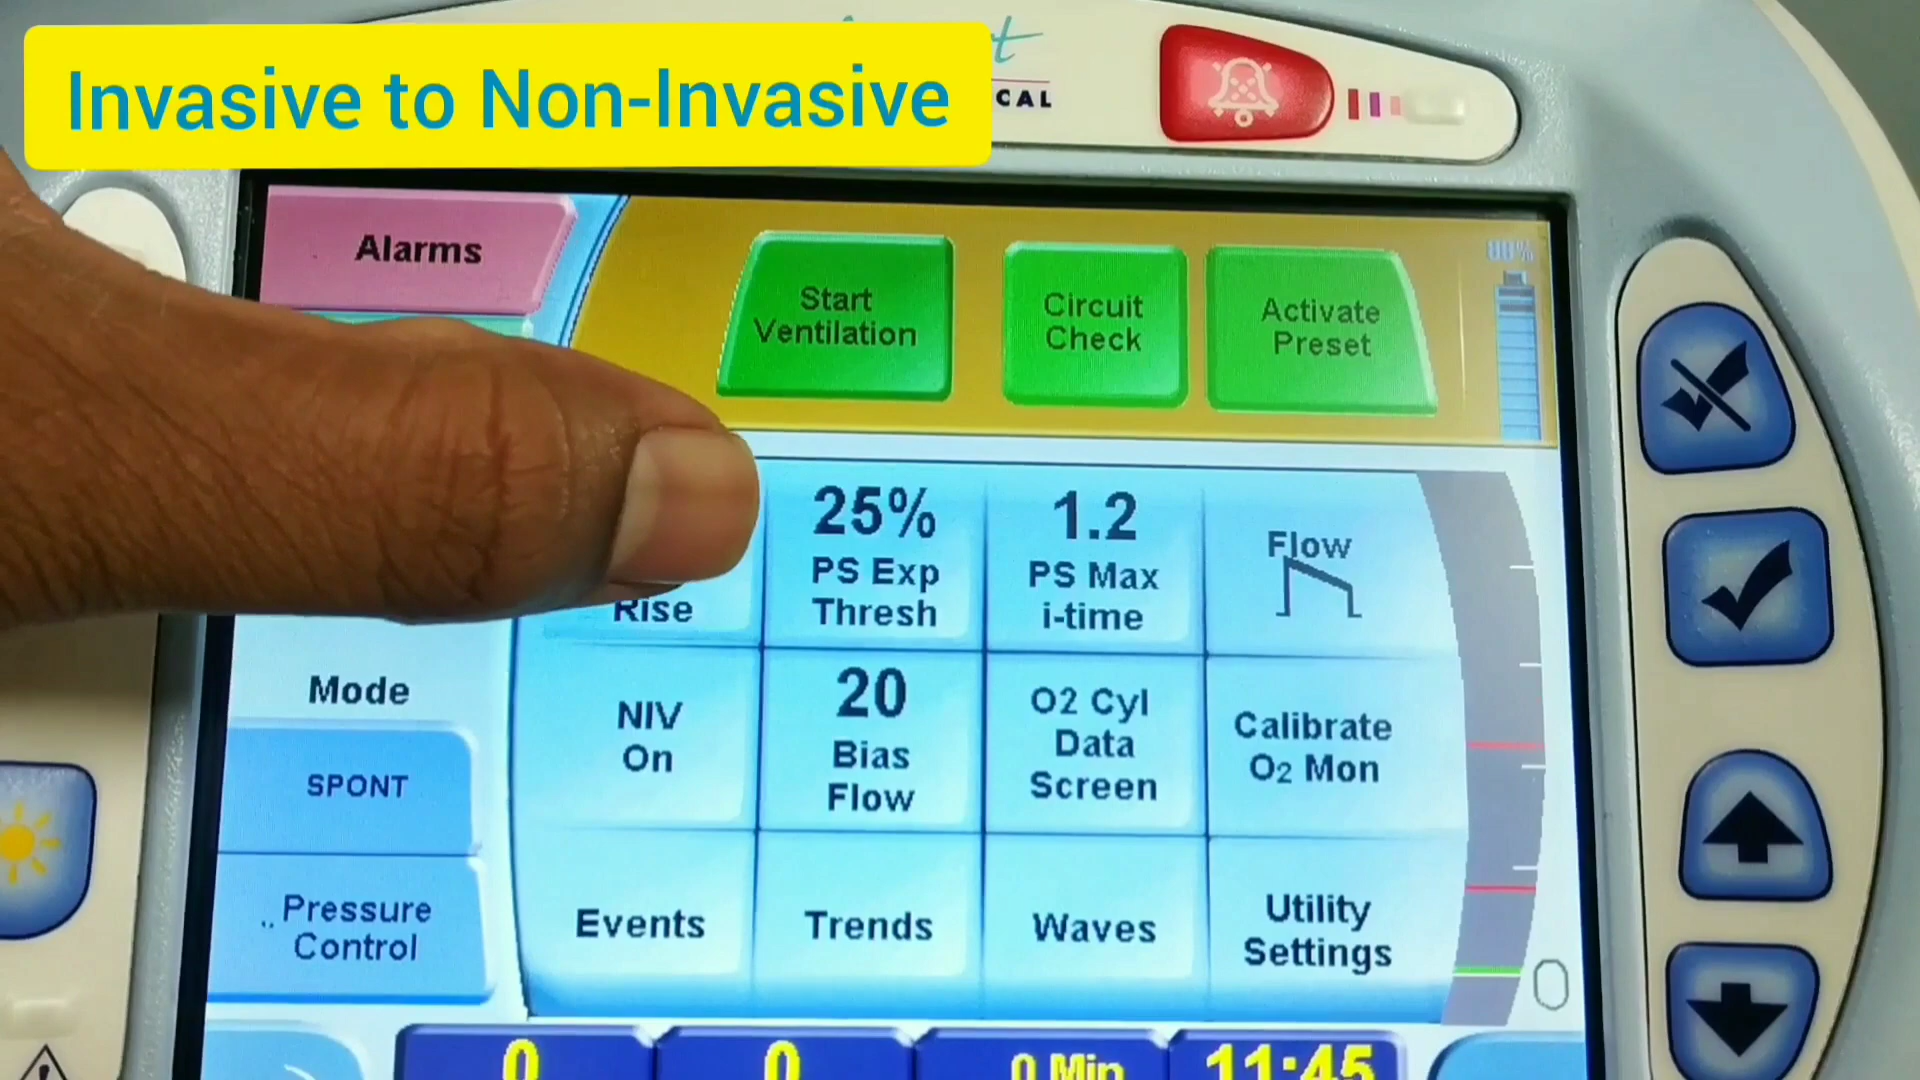 Invasive to Non-Invasive
CAL
Alarms
Start
Ventilation
Circuit
Check
Activate
Preset
80%
Rise
25%
PS Exp
Thresh
1.2
PS Max
i-time
Flow
Mode
SPONT
Pressure
Control
NIV
On
20
Bias
Flow
O2 Cyl
Data
Screen
Calibrate
O2 Mon
Events
Trends
Waves
Utility
Settings
0
0
0
0 Min
11:45